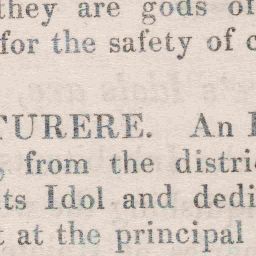 they are gods of
for the safety of c
TURERE. An
, from the distri
ts Idol and dedi
t at the principal